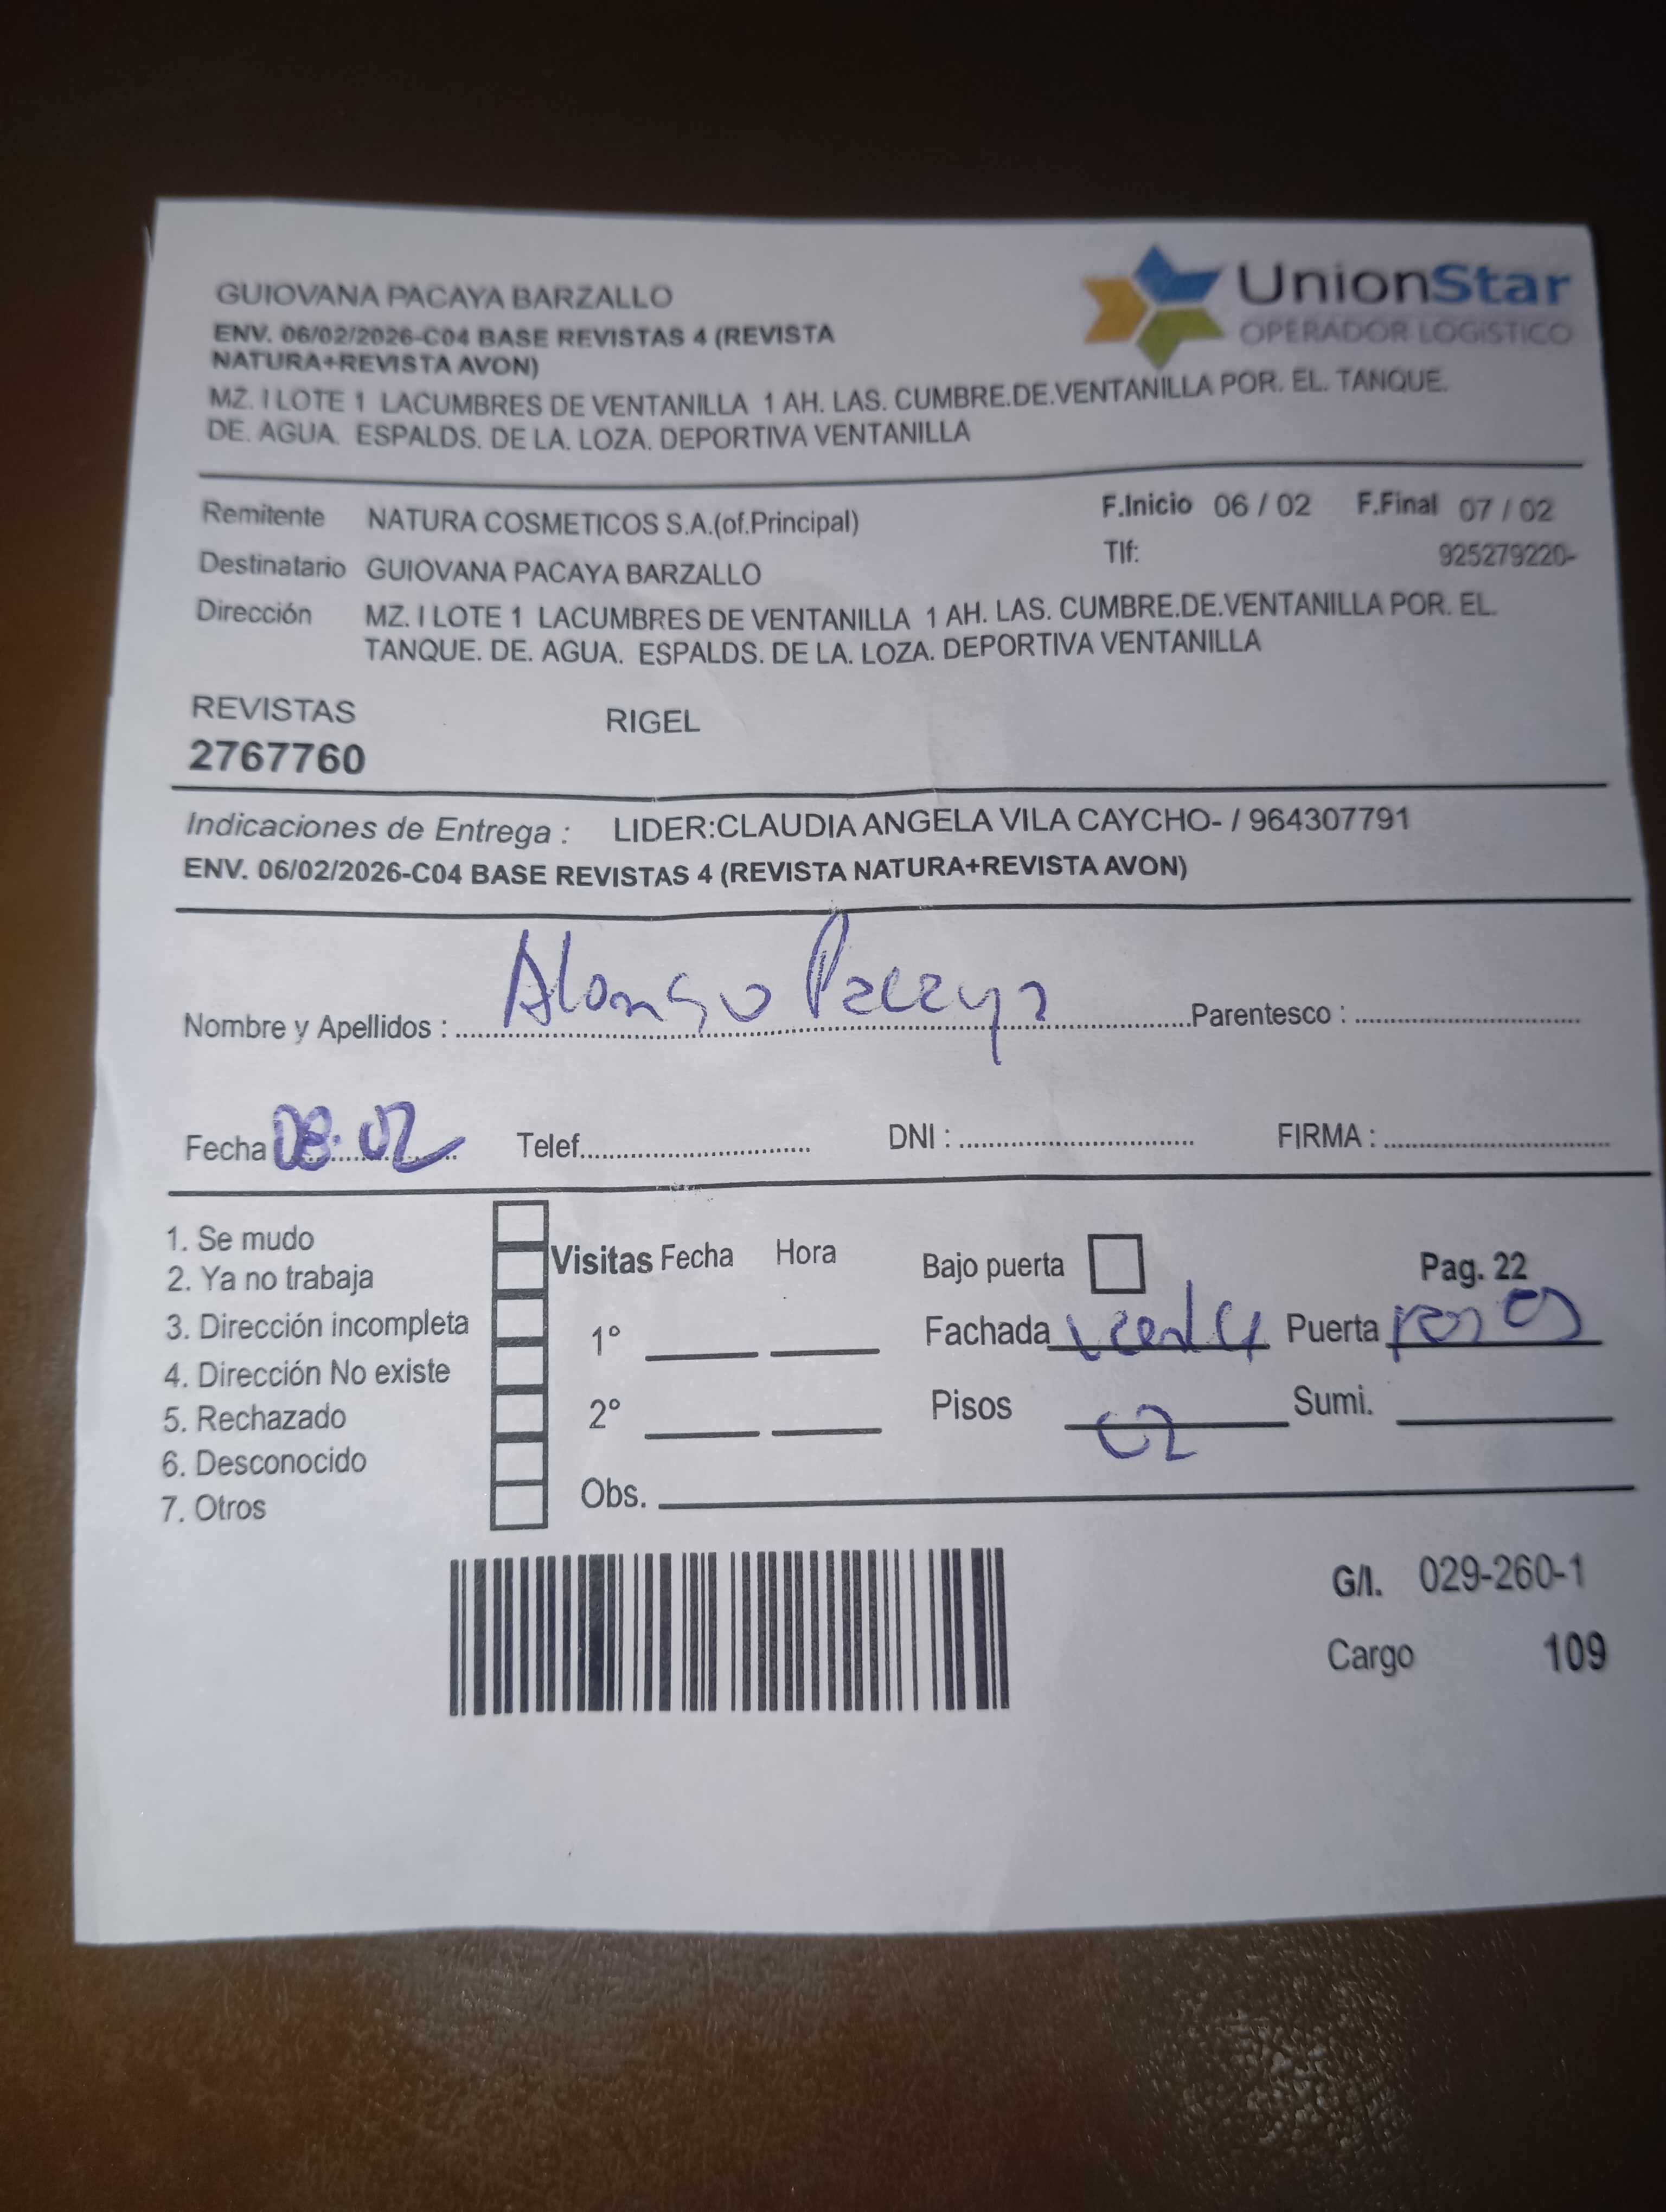 UnionStar
OPERADOR LOGíSTICO
GUIOVANA PACAYA BARZALLO
ENV. 06/02/2026-C04 BASE REVISTAS 4 (REVISTA
NATURA+REVISTA AVON)
MZ. I LOTE 1 LACUMBRES DE VENTANILLA 1 AH. LAS. CUMBRE.DE.VENTANILLA POR. EL. TANQUE.
DE. AGUA. ESPALDS. DE LA. LOZA. DEPORTIVA VENTANILLA
Remitente NATURA COSMETICOS S.A.(of.Principal) F.Inicio 06 / 02 F.Final 07 / 02
Destinatario GUIOVANA PACAYA BARZALLO Tlf: 925279220-
Dirección MZ. I LOTE 1 LACUMBRES DE VENTANILLA 1 AH. LAS. CUMBRE.DE.VENTANILLA POR. EL.
TANQUE. DE. AGUA. ESPALDS. DE LA. LOZA. DEPORTIVA VENTANILLA
REVISTAS RIGEL
2767760
Indicaciones de Entrega : LIDER:CLAUDIA ANGELA VILA CAYCHO- / 964307791
ENV. 06/02/2026-C04 BASE REVISTAS 4 (REVISTA NATURA+REVISTA AVON)
Nombre y Apellidos : Alonso Pacaya Parentesco :
Fecha 08.02 Telef. DNI : FIRMA :
1. Se mudo
2. Ya no trabaja
3. Dirección incompleta
4. Dirección No existe
5. Rechazado
6. Desconocido
7. Otros
Visitas Fecha Hora
1°
2°
Obs.
Bajo puerta Pag. 22
Fachada Puerta
Pisos 02 Sumi.
G/I. 029-260-1
Cargo 109